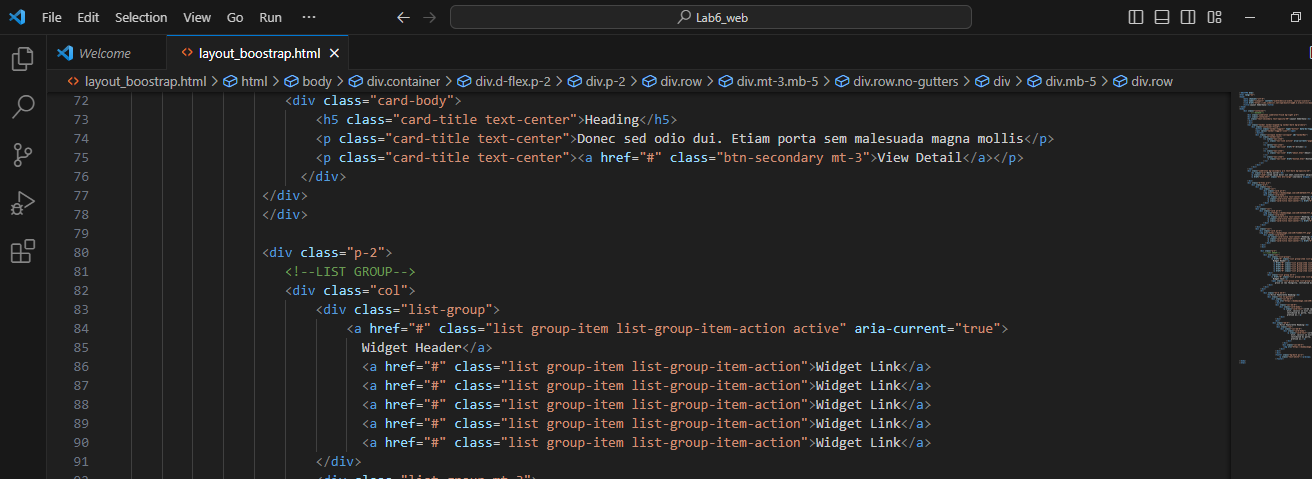 File Edit Selection View Go Run ··· Lab6_web
Welcome layout_boostrap.html
layout_boostrap.html > html > body > div.container > div.d-flex.p-2 > div.p-2 > div.row > div.mt-3.mb-5 > div.row.no-gutters > div > div.mb-5 > div.row
72 <div class="card-body">
73 <h5 class="card-title text-center">Heading</h5>
74 <p class="card-title text-center">Donec sed odio dui. Etiam porta sem malesuada magna mollis</p>
75 <p class="card-title text-center"><a href="#" class="btn-secondary mt-3">View Detail</a></p>
76 </div>
77 </div>
78 </div>
79
80 <div class="p-2">
81 <!--LIST GROUP-->
82 <div class="col">
83 <div class="list-group">
84 <a href="#" class="list group-item list-group-item-action active" aria-current="true">
85 Widget Header</a>
86 <a href="#" class="list group-item list-group-item-action">Widget Link</a>
87 <a href="#" class="list group-item list-group-item-action">Widget Link</a>
88 <a href="#" class="list group-item list-group-item-action">Widget Link</a>
89 <a href="#" class="list group-item list-group-item-action">Widget Link</a>
90 <a href="#" class="list group-item list-group-item-action">Widget Link</a>
91 </div>
92 <div class="list-group mt-3">